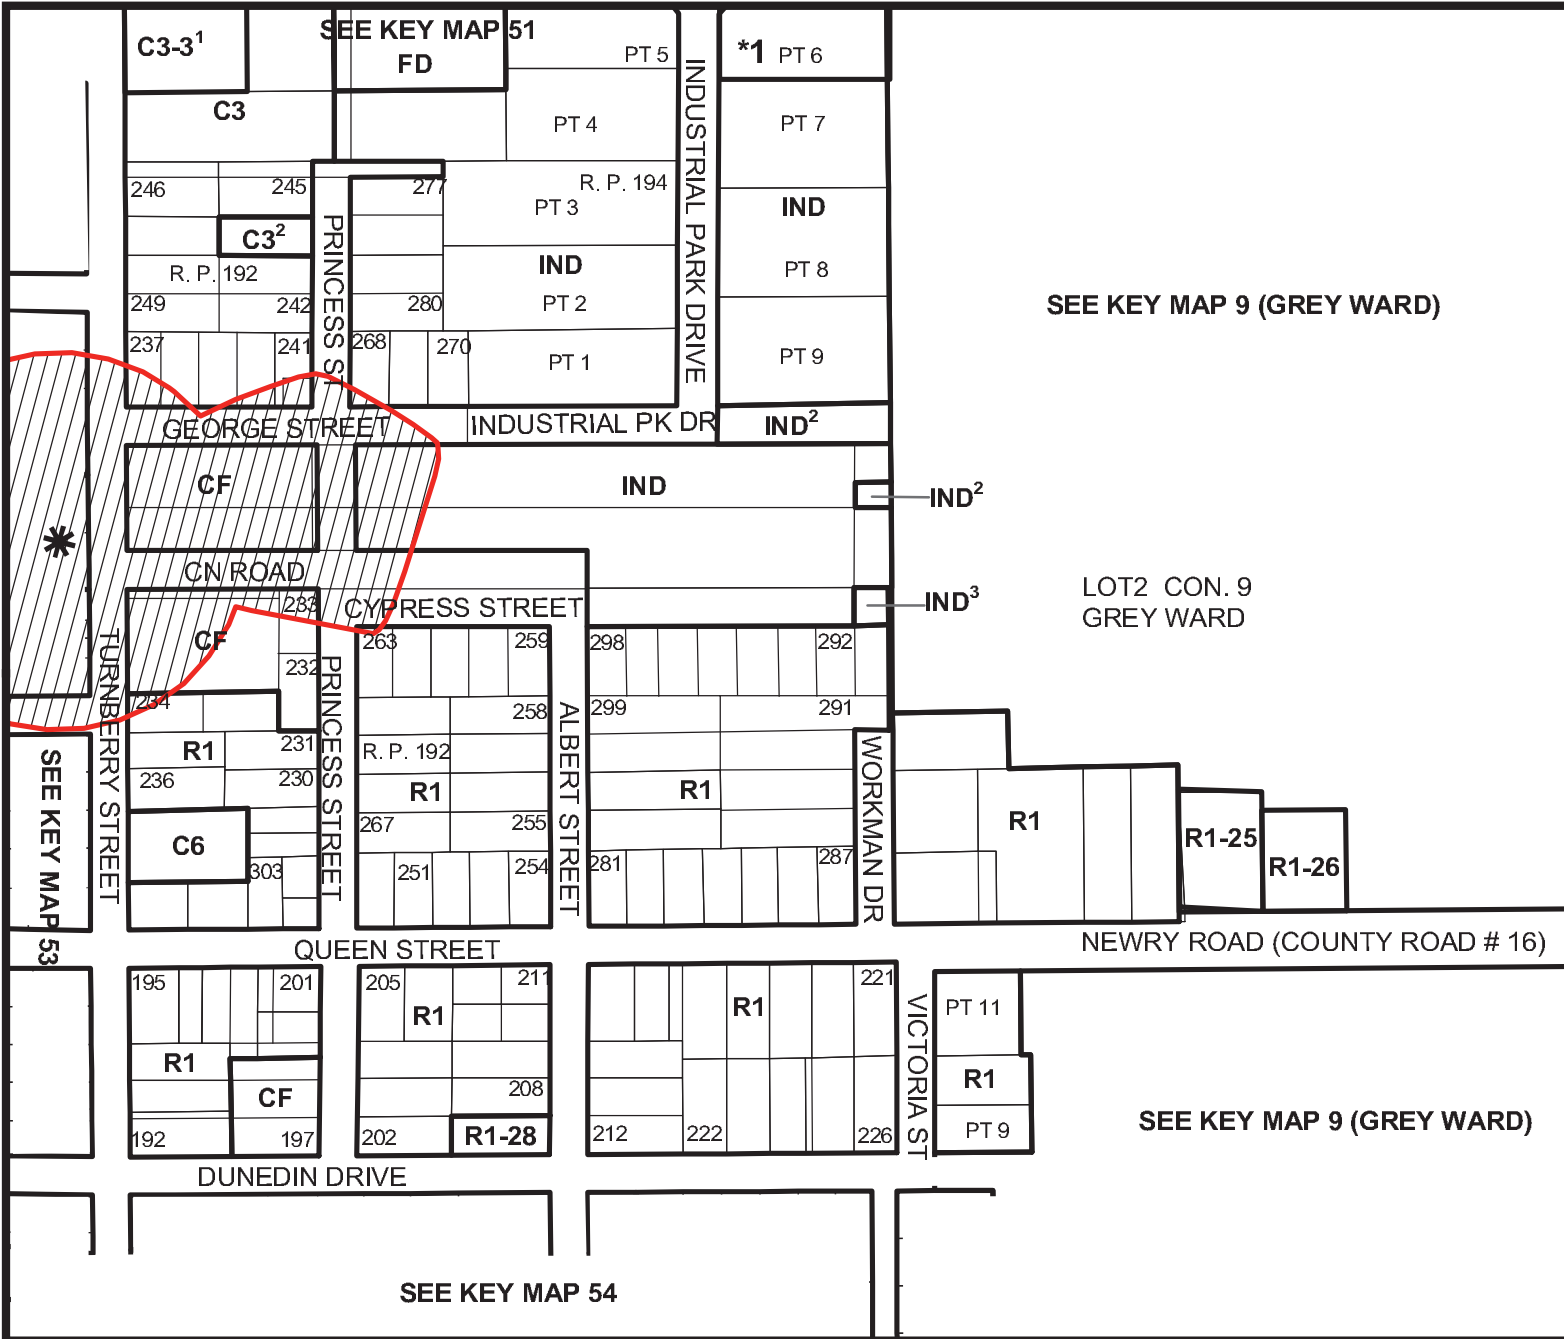 SEE KEY MAP 51
C3-3¹
FD
PT 5
*1 PT 6
C3
PT 4
PT 7
INDUSTRIAL PARK DRIVE
246
245
277
R. P. 194
PT 3
IND
C3²
PRINCESS ST
R. P. 192
IND
PT 8
249
242
280
PT 2
SEE KEY MAP 9 (GREY WARD)
237
241
268
270
PT 1
PT 9
GEORGE STREET
INDUSTRIAL PK DR
IND²
CF
IND
IND²
*
CN ROAD
233
CYPRESS STREET
IND³
LOT2 CON. 9
GREY WARD
CF
263
259
298
292
232
TURNBERRY STREET
PRINCESS STREET
234
258
299
291
ALBERT STREET
R1
231
R. P. 192
WORKMAN DR
SEE KEY MAP 53
236
230
R1
R1
R1
267
255
C6
R1-25
R1-26
303
251
254
281
287
QUEEN STREET
NEWRY ROAD (COUNTY ROAD # 16)
195
201
205
211
221
R1
R1
PT 11
VICTORIA ST
R1
R1
CF
208
192
197
202
R1-28
212
222
226
PT 9
SEE KEY MAP 9 (GREY WARD)
DUNEDIN DRIVE
SEE KEY MAP 54